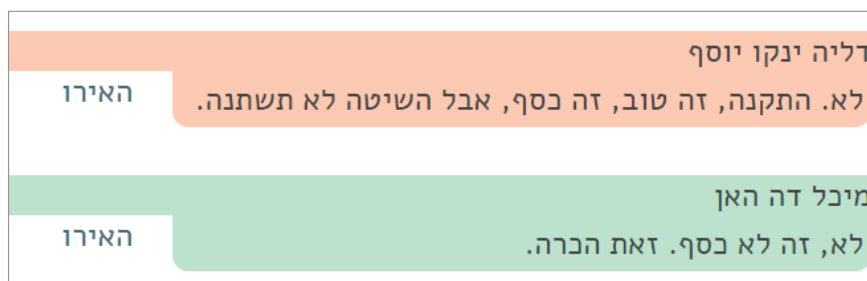 דליה ינקו יוסף
לא. התקנה, זה טוב, זה כסף, אבל השיטה לא תשתנה.
האירו
מיכל דה האן
לא, זה לא כסף. זאת הכרה.
האירו